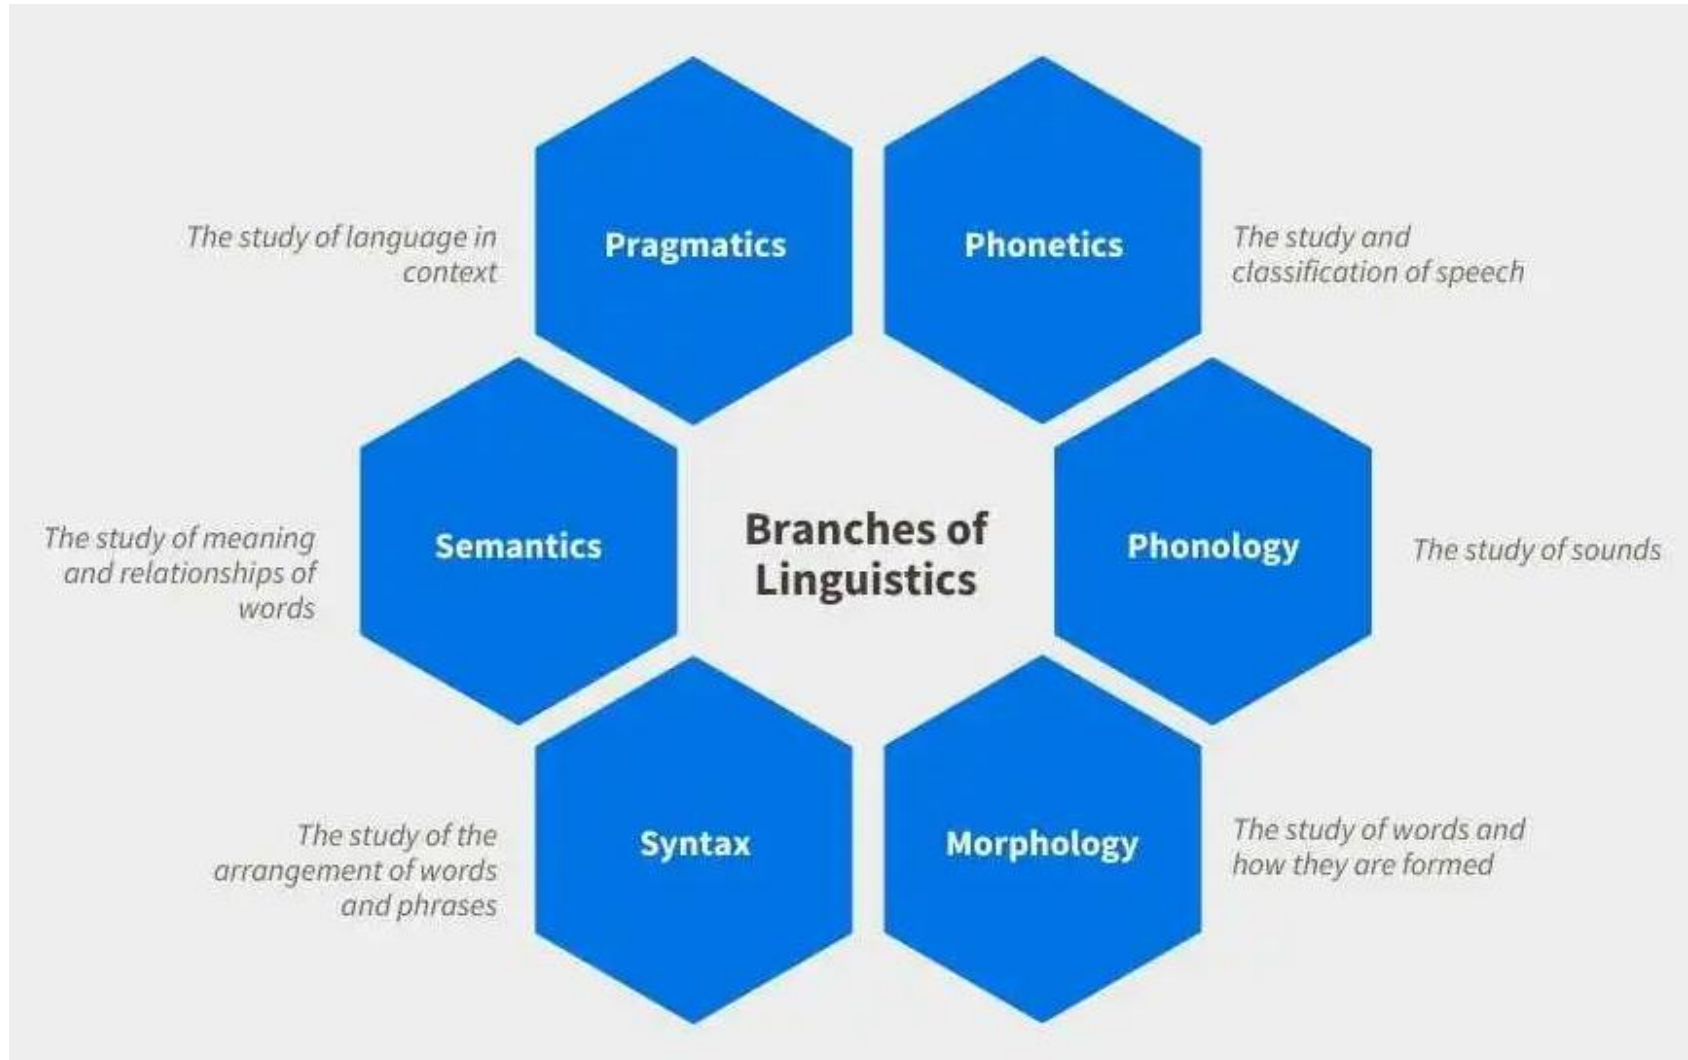 Pragmatics
The study of language in
context
Phonetics
The study and
classification of speech
Semantics
The study of meaning
and relationships of
words
Branches of
Linguistics
Phonology
The study of sounds
Syntax
The study of the
arrangement of words
and phrases
Morphology
The study of words and
how they are formed